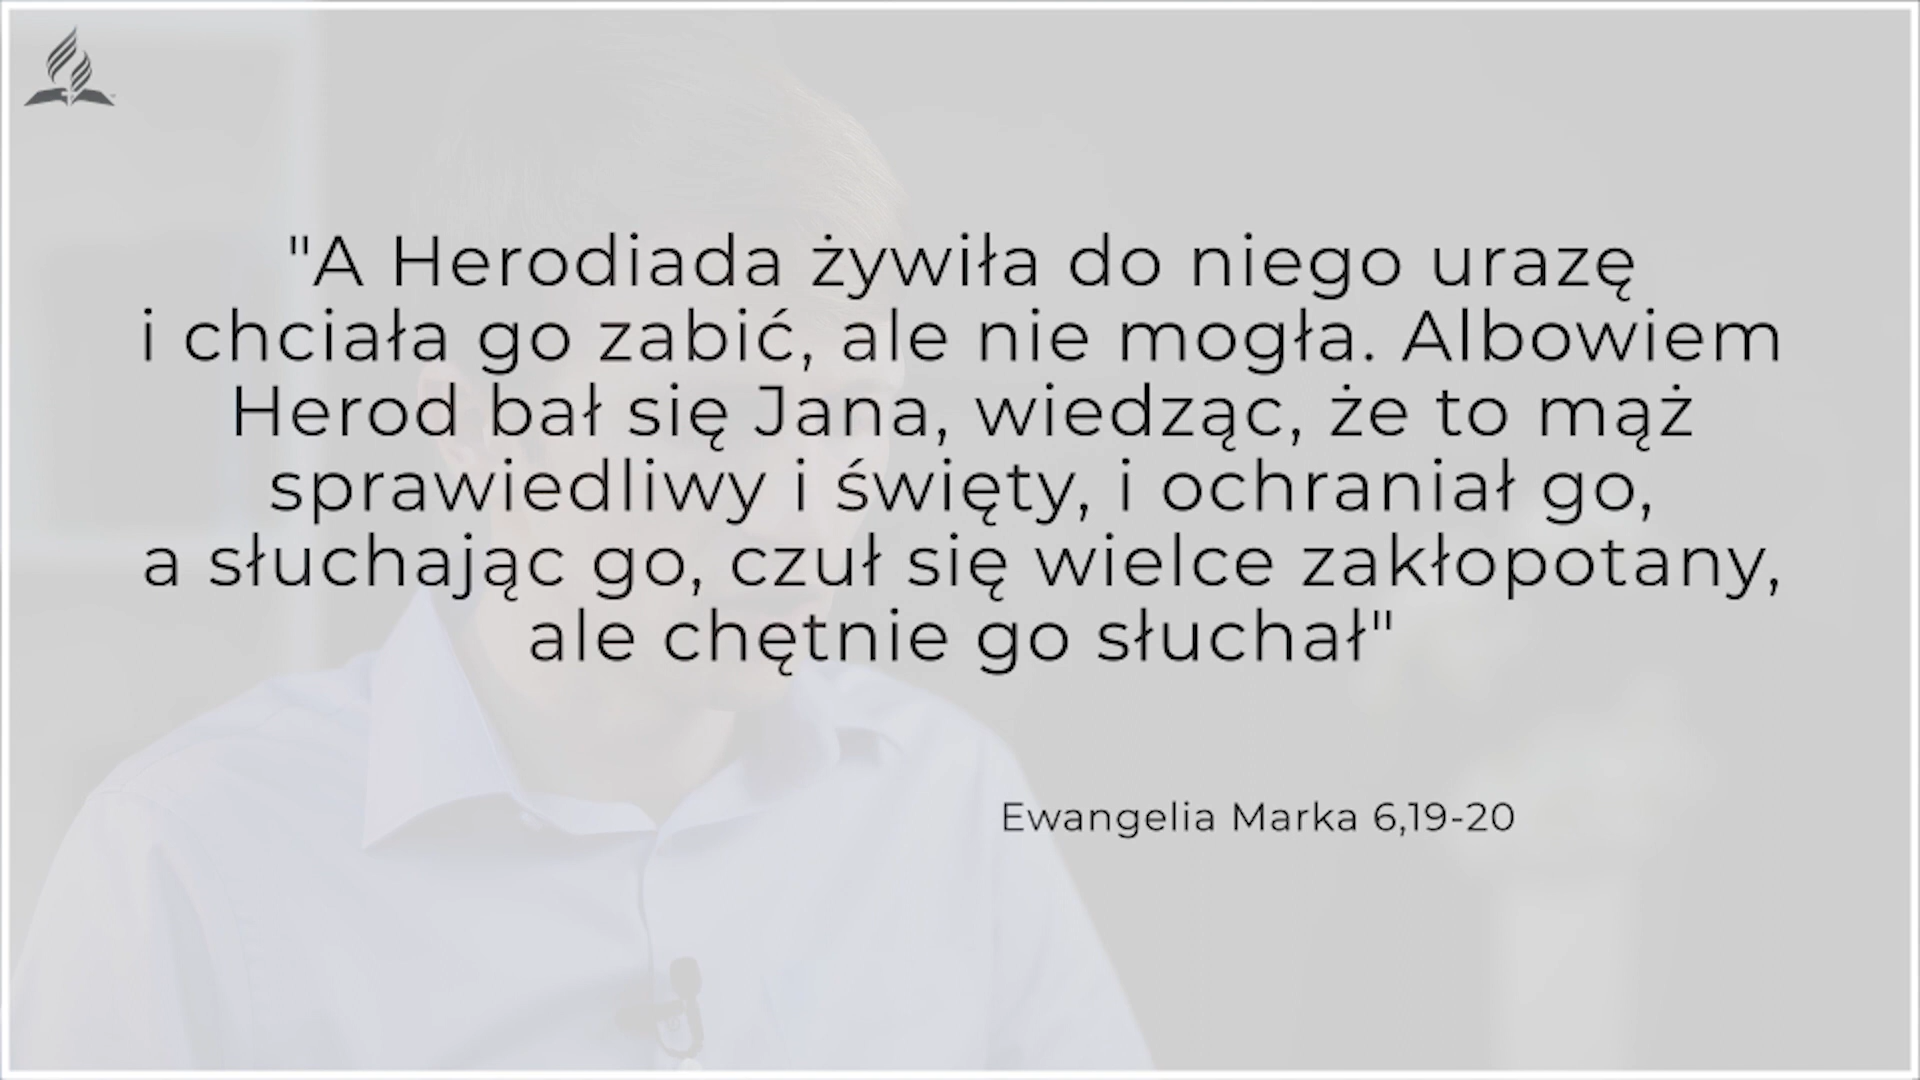 "A Herodiada żywiła do niego urazę
i chciała go zabić, ale nie mogła. Albowiem
Herod bał się Jana, wiedząc, że to mąż
sprawiedliwy i święty, i ochraniał go,
a słuchając go, czuł się wielce zakłopotany,
ale chętnie go słuchał"
Ewangelia Marka 6,19-20